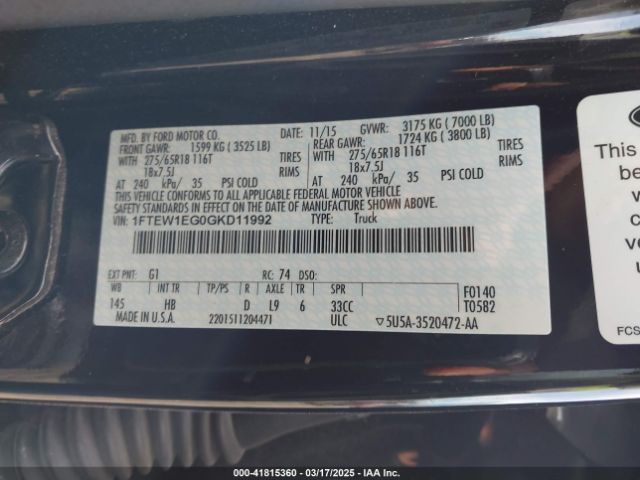 MFD. BY FORD MOTOR CO.
DATE: 11/15 GVWR: 3175 KG ( 7000 LB)
FRONT GAWR: 1599 KG ( 3525 LB) REAR GAWR: 1724 KG ( 3800 LB)
WITH 275/65R18 116T TIRES WITH 275/65R18 116T TIRES
18x7.5J RIMS 18x7.5J RIMS
AT 240 kPa/ 35 PSI COLD AT 240 kPa/ 35 PSI COLD
THIS VEHICLE CONFORMS TO ALL APPLICABLE FEDERAL MOTOR VEHICLE
SAFETY STANDARDS IN EFFECT ON THE DATE OF MANUFACTURE SHOWN ABOVE.
VIN: 1FTEW1EG0GKD11992 TYPE: Truck
EXT PNT: G1 RC: 74 DSO:
WB INT TR TP/PS R AXLE TR SPR
145 HB D L9 6 33CC
F0140
T0582
MADE IN U.S.A. 2201511204471 ULC ▽5U5A-3520472-AA
This
be
FCS
000-41815360 - 03/17/2025 - IAA Inc.